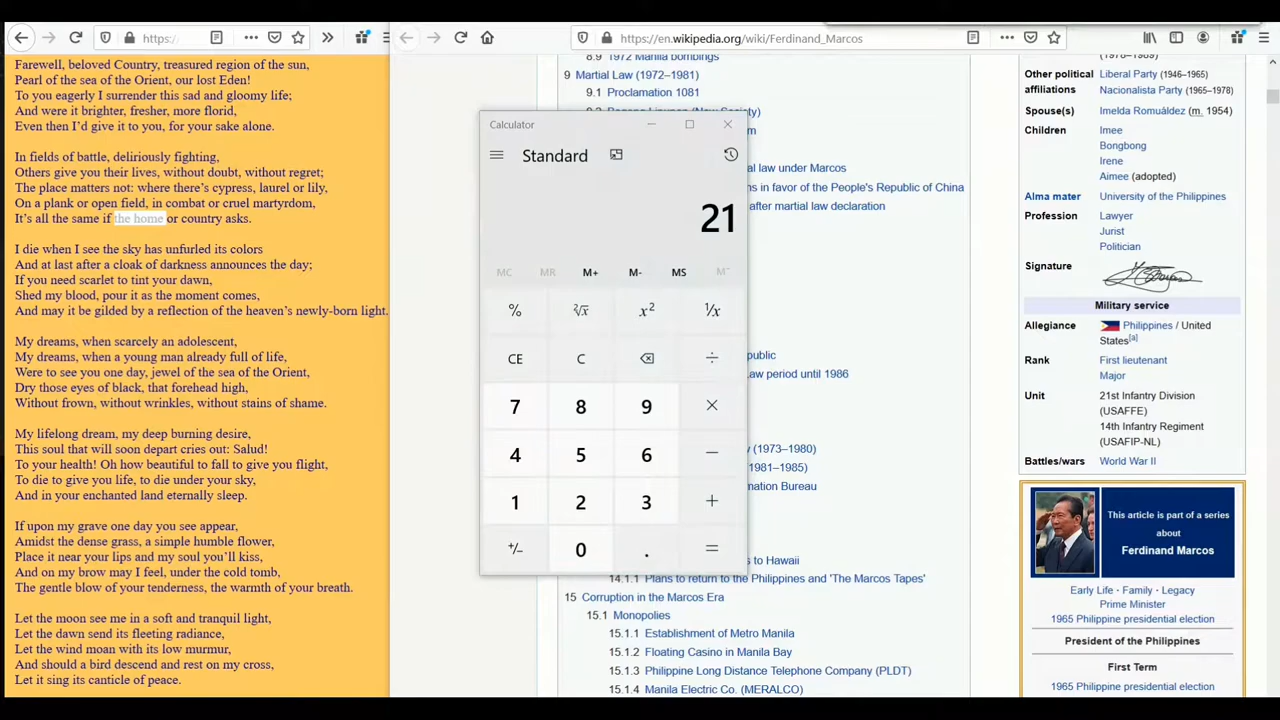 https://
https://en.wikipedia.org/wiki/Ferdinand_Marcos
Farewell, beloved Country, treasured region of the sun,
Pearl of the sea of the Orient, our lost Eden!
To you eagerly I surrender this sad and gloomy life;
And were it brighter, fresher, more florid,
Even then I'd give it to you, for your sake alone.
In fields of battle, deliriously fighting,
Others give you their lives, without doubt, without regret;
The place matters not: where there's cypress, laurel or lily,
On a plank or open field, in combat or cruel martyrdom,
It's all the same if the home or country asks.
I die when I see the sky has unfurled its colors
And at last after a cloak of darkness announces the day;
If you need scarlet to tint your dawn,
Shed my blood, pour it as the moment comes,
And may it be gilded by a reflection of the heaven's newly-born light.
My dreams, when scarcely an adolescent,
My dreams, when a young man already full of life,
Were to see you one day, jewel of the sea of the Orient,
Dry those eyes of black, that forehead high,
Without frown, without wrinkles, without stains of shame.
My lifelong dream, my deep burning desire,
This soul that will soon depart cries out: Salud!
To your health! Oh how beautiful to fall to give you flight,
To die to give you life, to die under your sky,
And in your enchanted land eternally sleep.
If upon my grave one day you see appear,
Amidst the dense grass, a simple humble flower,
Place it near your lips and my soul you'll kiss,
And on my brow may I feel, under the cold tomb,
The gentle blow of your tenderness, the warmth of your breath.
Let the moon see me in a soft and tranquil light,
Let the dawn send its fleeting radiance,
Let the wind moan with its low murmur,
And should a bird descend and rest on my cross,
Let it sing its canticle of peace.
8.9 1972 Manila bombings
9 Martial Law (1972–1981)
9.1 Proclamation 1081
(New Society)
al law under Marcos
ns in favor of the People's Republic of China
after martial law declaration
public
aw period until 1986
y (1973–1980)
1981–1985)
mation Bureau
s to Hawaii
14.1.1 Plans to return to the Philippines and 'The Marcos Tapes'
15 Corruption in the Marcos Era
15.1 Monopolies
15.1.1 Establishment of Metro Manila
15.1.2 Floating Casino in Manila Bay
15.1.3 Philippine Long Distance Telephone Company (PLDT)
15.1.4 Manila Electric Co. (MERALCO)
Calculator
Standard
21
MC MR M+ M- MS
% ²√x x² ¹/x
CE C ÷
7 8 9 ×
4 5 6 −
1 2 3 +
+/− 0 . =
(1978–1989)
Other political Liberal Party (1946–1965)
affiliations Nacionalista Party (1965–1978)
Spouse(s) Imelda Romuáldez (m. 1954)
Children Imee
Bongbong
Irene
Aimee (adopted)
Alma mater University of the Philippines
Profession Lawyer
Jurist
Politician
Signature
Military service
Allegiance Philippines / United
States[a]
Rank First lieutenant
Major
Unit 21st Infantry Division
(USAFFE)
14th Infantry Regiment
(USAFIP-NL)
Battles/wars World War II
This article is part of a series
about
Ferdinand Marcos
Early Life · Family · Legacy
Prime Minister
1965 Philippine presidential election
President of the Philippines
First Term
1965 Philippine presidential election